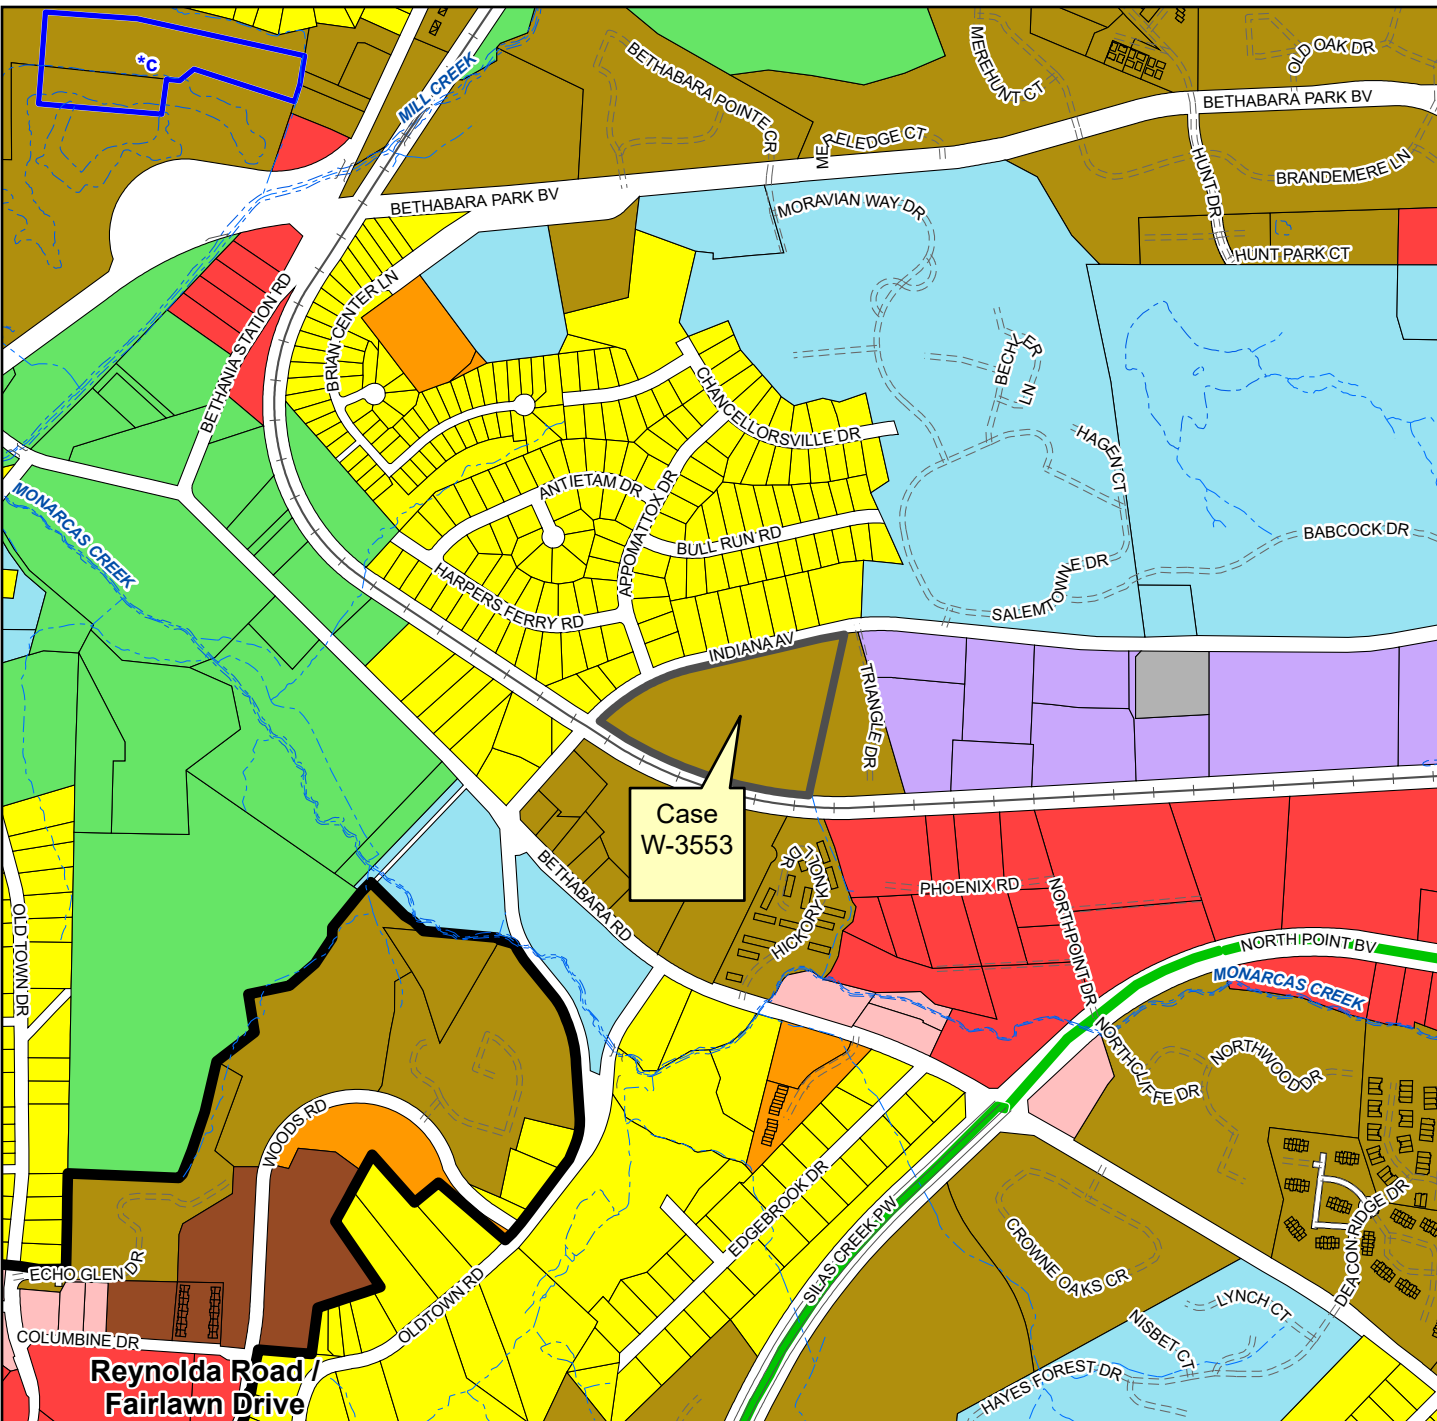 *C
MILL CREEK
BETHABARA POINTE CR
MERELEDGE CT
MEREHUNT CT
OLD OAK DR
BETHABARA PARK BV
HUNT DR
BRANDEMERE LN
BETHABARA PARK BV
MORAVIAN WAY DR
HUNT PARK CT
BETHANIA STATION RD
BRIAN CENTER LN
BECHLER LN
CHANCELLORSVILLE DR
HAGEN CT
ANTIETAM DR
APPOMATTOX DR
BULL RUN RD
BABCOCK DR
MONARCAS CREEK
HARPERS FERRY RD
SALEMTOWNE DR
INDIANA AV
TRIANGLE DR
Case
W-3553
HICKORY KNOLL DR
PHOENIX RD
NORTHPOINT DR
BETHABARA RD
OLD TOWN DR
NORTH POINT BV
MONARCAS CREEK
NORTHCLIFFE DR
NORTHWOOD DR
WOODS RD
EDGEBROOK DR
SILAS CREEK PW
CROWNE OAKS CR
DEACON RIDGE DR
ECHO GLEN DR
OLDTOWN RD
LYNCH CT
NISBET CT
COLUMBINE DR
HAYES FOREST DR
Reynolda Road /
Fairlawn Drive